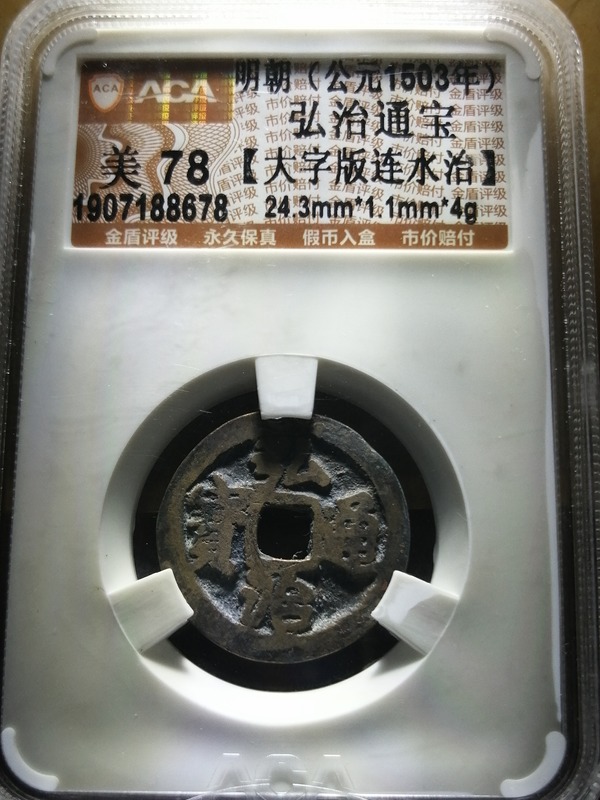 ACA ACA 明朝（公元1503年）
弘治通宝
美 78 【大字版连水治】
1907188678 24.3mm*1.1mm*4g
金盾评级 永久保真 假币入盒 市价赔付
弘治通寳
ACA